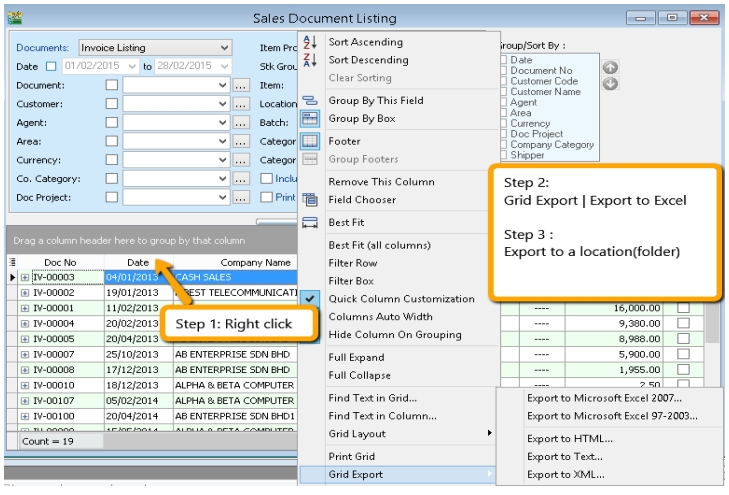 Sales Document Listing
Documents: Invoice Listing
Date 01/02/2015 to 28/02/2015
Document:
Customer:
Agent:
Area:
Currency:
Co. Category:
Doc Project:
Item Pro
Stk Grou
Item:
Location
Batch:
Categor
Categor
Inclu
Print
Group/Sort By :
Date
Document No
Customer Code
Customer Name
Agent
Area
Currency
Doc Project
Company Category
Shipper
Sort Ascending
Sort Descending
Clear Sorting
Group By This Field
Group By Box
Footer
Group Footers
Remove This Column
Field Chooser
Best Fit
Best Fit (all columns)
Filter Row
Filter Box
Quick Column Customization
Columns Auto Width
Hide Column On Grouping
Full Expand
Full Collapse
Find Text in Grid...
Find Text in Column...
Grid Layout
Print Grid
Grid Export
Export to Microsoft Excel 2007...
Export to Microsoft Excel 97-2003...
Export to HTML...
Export to Text...
Export to XML...
Step 2:
Grid Export | Export to Excel
Step 3 :
Export to a location(folder)
Step 1: Right click
Drag a column header here to group by that column
Doc No Date Company Name
IV-00003 04/01/2013 CASH SALES
IV-00002 19/01/2013 BEST TELECOMMUNICATI
IV-00001 11/02/2013 ---- 16,000.00
IV-00004 20/02/2013 ---- 9,380.00
IV-00005 20/04/2013 ---- 8,988.00
IV-00007 25/10/2013 AB ENTERPRISE SDN BHD ---- 5,900.00
IV-00008 17/12/2013 AB ENTERPRISE SDN BHD ---- 1,955.00
IV-00010 18/12/2013 ALPHA & BETA COMPUTER ---- 2.50
IV-00107 05/02/2014 ALPHA & BETA COMPUTER
IV-00100 20/04/2014 AB ENTERPRISE SDN BHD1
15/05/2014 ALPHA & BETA COMPUTER
Count = 19